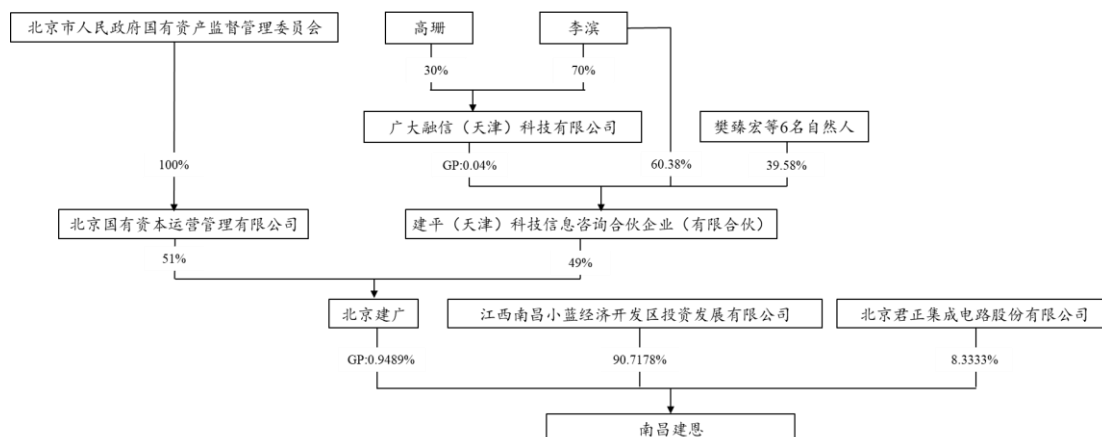 北京市人民政府国有资产监督管理委员会
高珊
李滨
30%
70%
广大融信（天津）科技有限公司
樊臻宏等6名自然人
100%
GP:0.04%
60.38%
39.58%
北京国有资本运营管理有限公司
建平（天津）科技信息咨询合伙企业（有限合伙）
51%
49%
北京建广
江西南昌小蓝经济开发区投资发展有限公司
北京君正集成电路股份有限公司
GP:0.9489%
90.7178%
8.3333%
南昌建恩